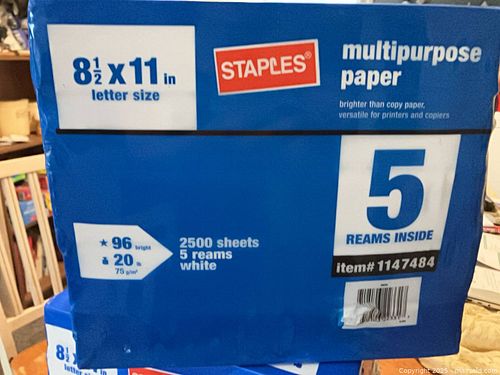 8½ x 11 in
letter size
STAPLES®
multipurpose
paper
brighter than copy paper,
versatile for printers and copiers
5
REAMS INSIDE
item# 1147484
96 bright
20 lb
75 g/m²
2500 sheets
5 reams
white
8½
Copyright 2025